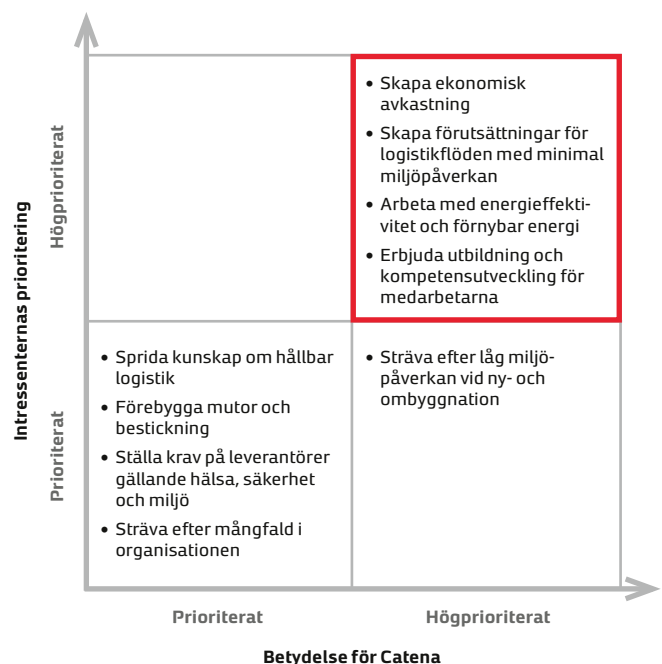 Intressenternas prioritering
Högprioriterat
Prioriterat
• Skapa ekonomisk
avkastning
• Skapa förutsättningar för
logistikflöden med minimal
miljöpåverkan
• Arbeta med energieffekti-
vitet och förnybar energi
• Erbjuda utbildning och
kompetensutveckling för
medarbetarna
• Sprida kunskap om hållbar
logistik
• Förebygga mutor och
bestickning
• Ställa krav på leverantörer
gällande hälsa, säkerhet
och miljö
• Sträva efter mångfald i
organisationen
• Sträva efter låg miljö-
påverkan vid ny- och
ombyggnation
Prioriterat
Högprioriterat
Betydelse för Catena